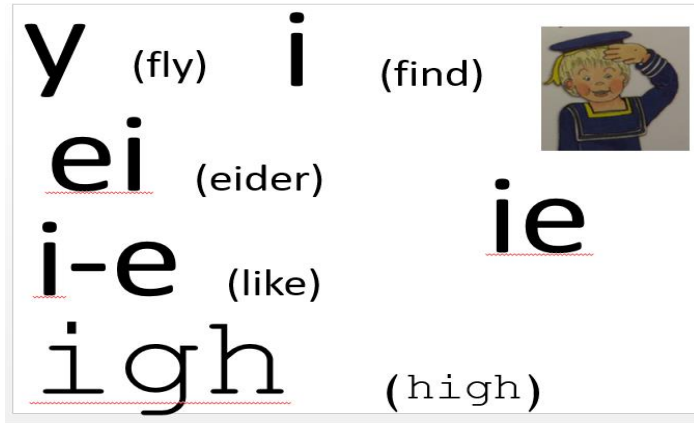 y (fly) i (find)
ei (eider)
ie
i-e (like)
igh (high)